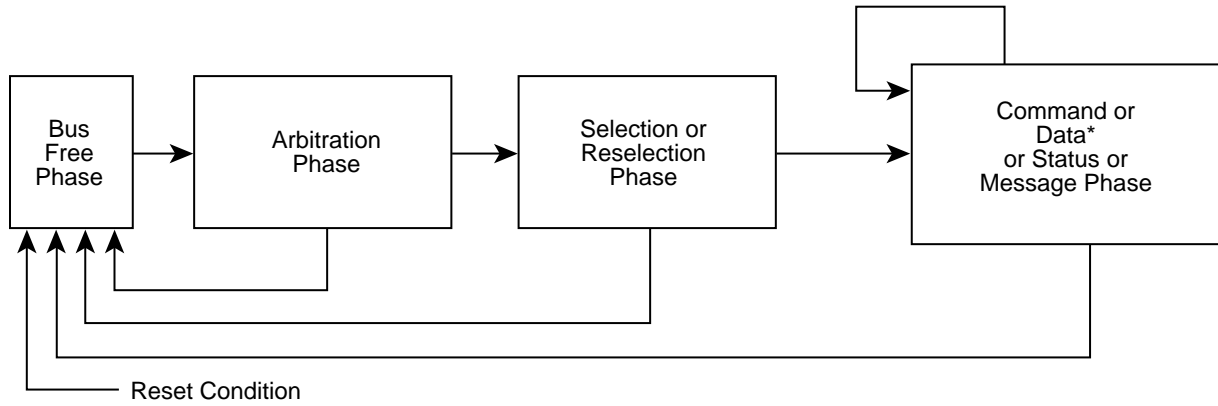 Bus
Free
Phase
Arbitration
Phase
Selection or
Reselection
Phase
Command or
Data*
or Status or
Message Phase
Reset Condition